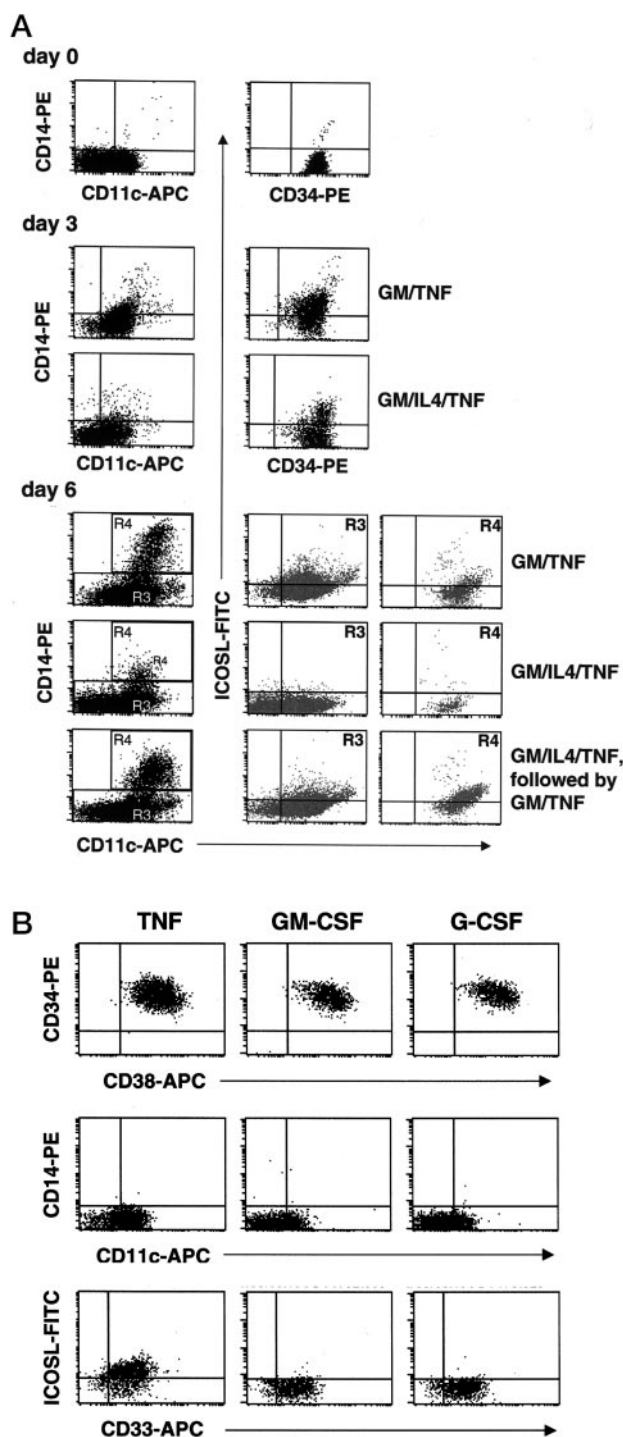 A
day 0
CD14-PE
CD11c-APC
CD34-PE
day 3
CD14-PE
GM/TNF
GM/IL4/TNF
CD11c-APC
CD34-PE
day 6
ICOSL-FITC
CD14-PE
R4
R3
R3
R4
GM/TNF
R4
R4
R3
R3
R4
GM/IL4/TNF
R4
R3
R3
R4
GM/IL4/TNF,
followed by
GM/TNF
CD11c-APC
B
TNF
GM-CSF
G-CSF
CD34-PE
CD38-APC
CD14-PE
CD11c-APC
ICOSL-FITC
CD33-APC